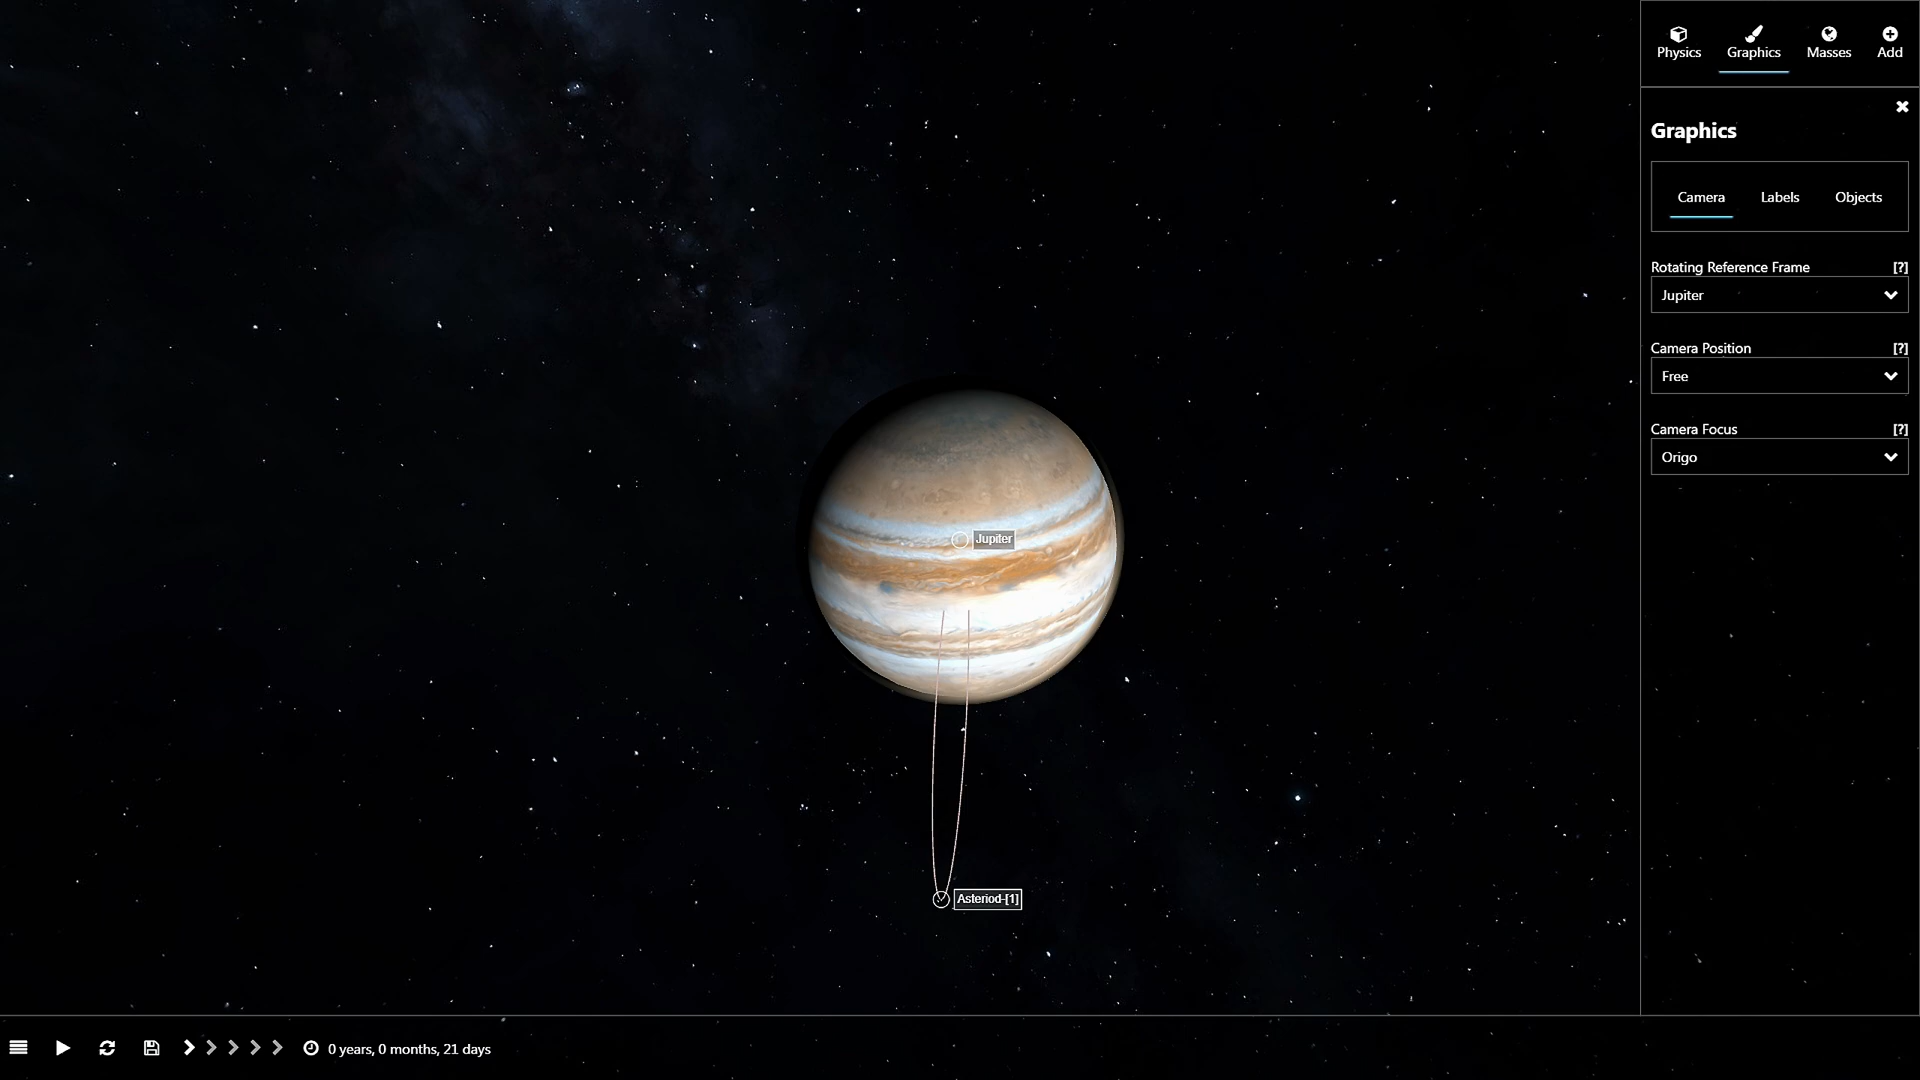 Physics
Graphics
Masses
Add
Graphics
Camera
Labels
Objects
Rotating Reference Frame
[?]
Jupiter
Camera Position
[?]
Free
Camera Focus
[?]
Origo
Jupiter
Asteriod-[1]
0 years, 0 months, 21 days